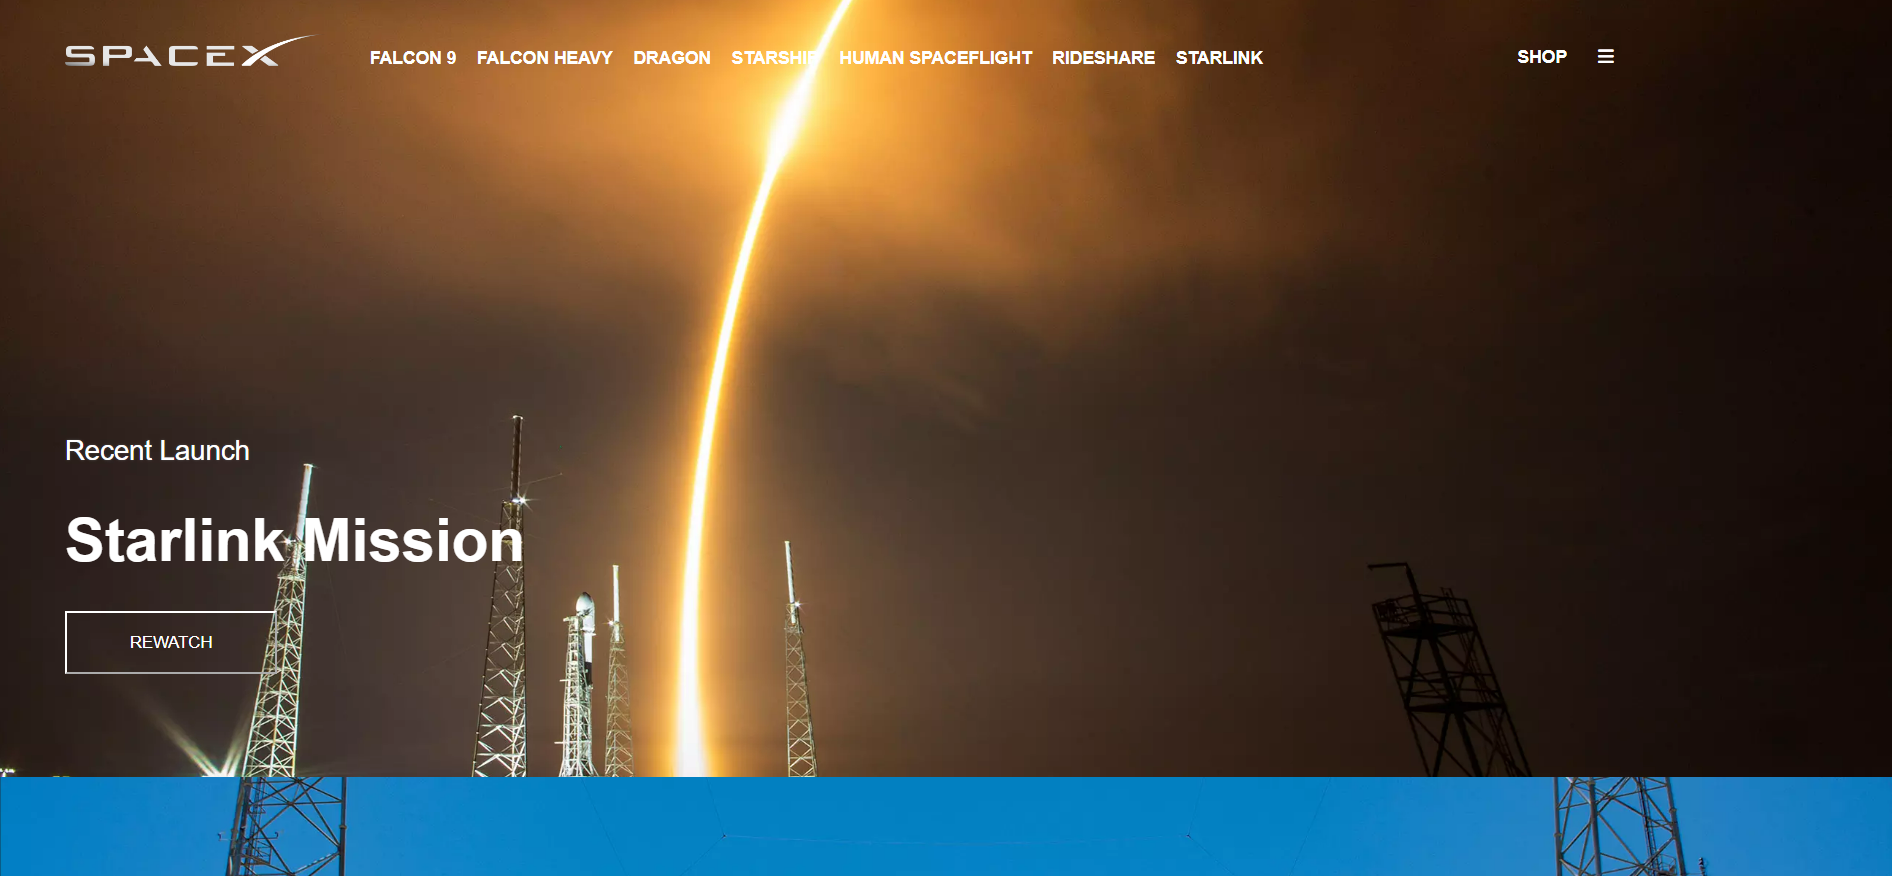 SPACEX FALCON 9 FALCON HEAVY DRAGON STARSHIP HUMAN SPACEFLIGHT RIDESHARE STARLINK SHOP
Recent Launch
Starlink Mission
REWATCH